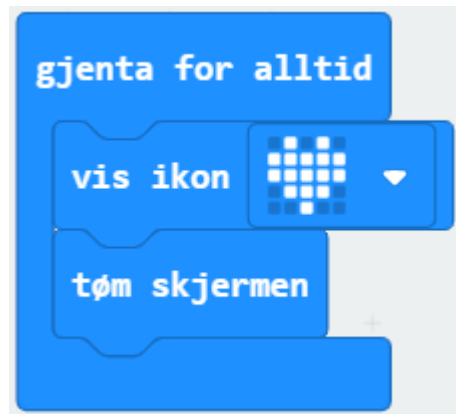 gjenta for alltid
vis ikon
tøm skjermen